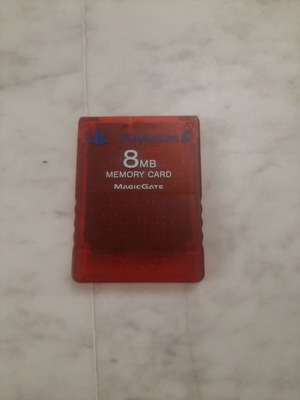 PlayStation 2
8MB
MEMORY CARD
MAGICGATE